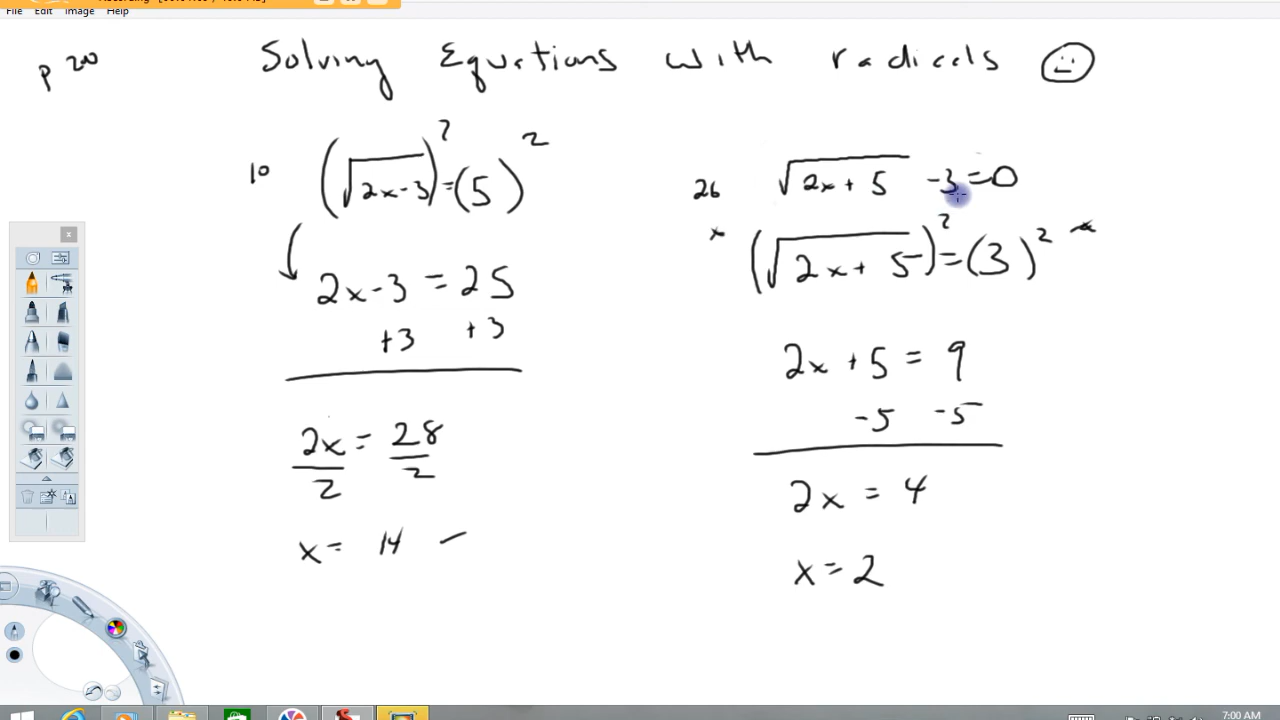 File Edit Image Help
p 200
Solving Equations with radicals
10 (√2x-3)² = (5)²
2x-3 = 25
+3 +3
2x = 28
2 2
x = 14
26 √2x+5 -3=0
(√2x+5)² = (3)²
2x+5 = 9
-5 -5
2x = 4
x = 2
7:00 AM